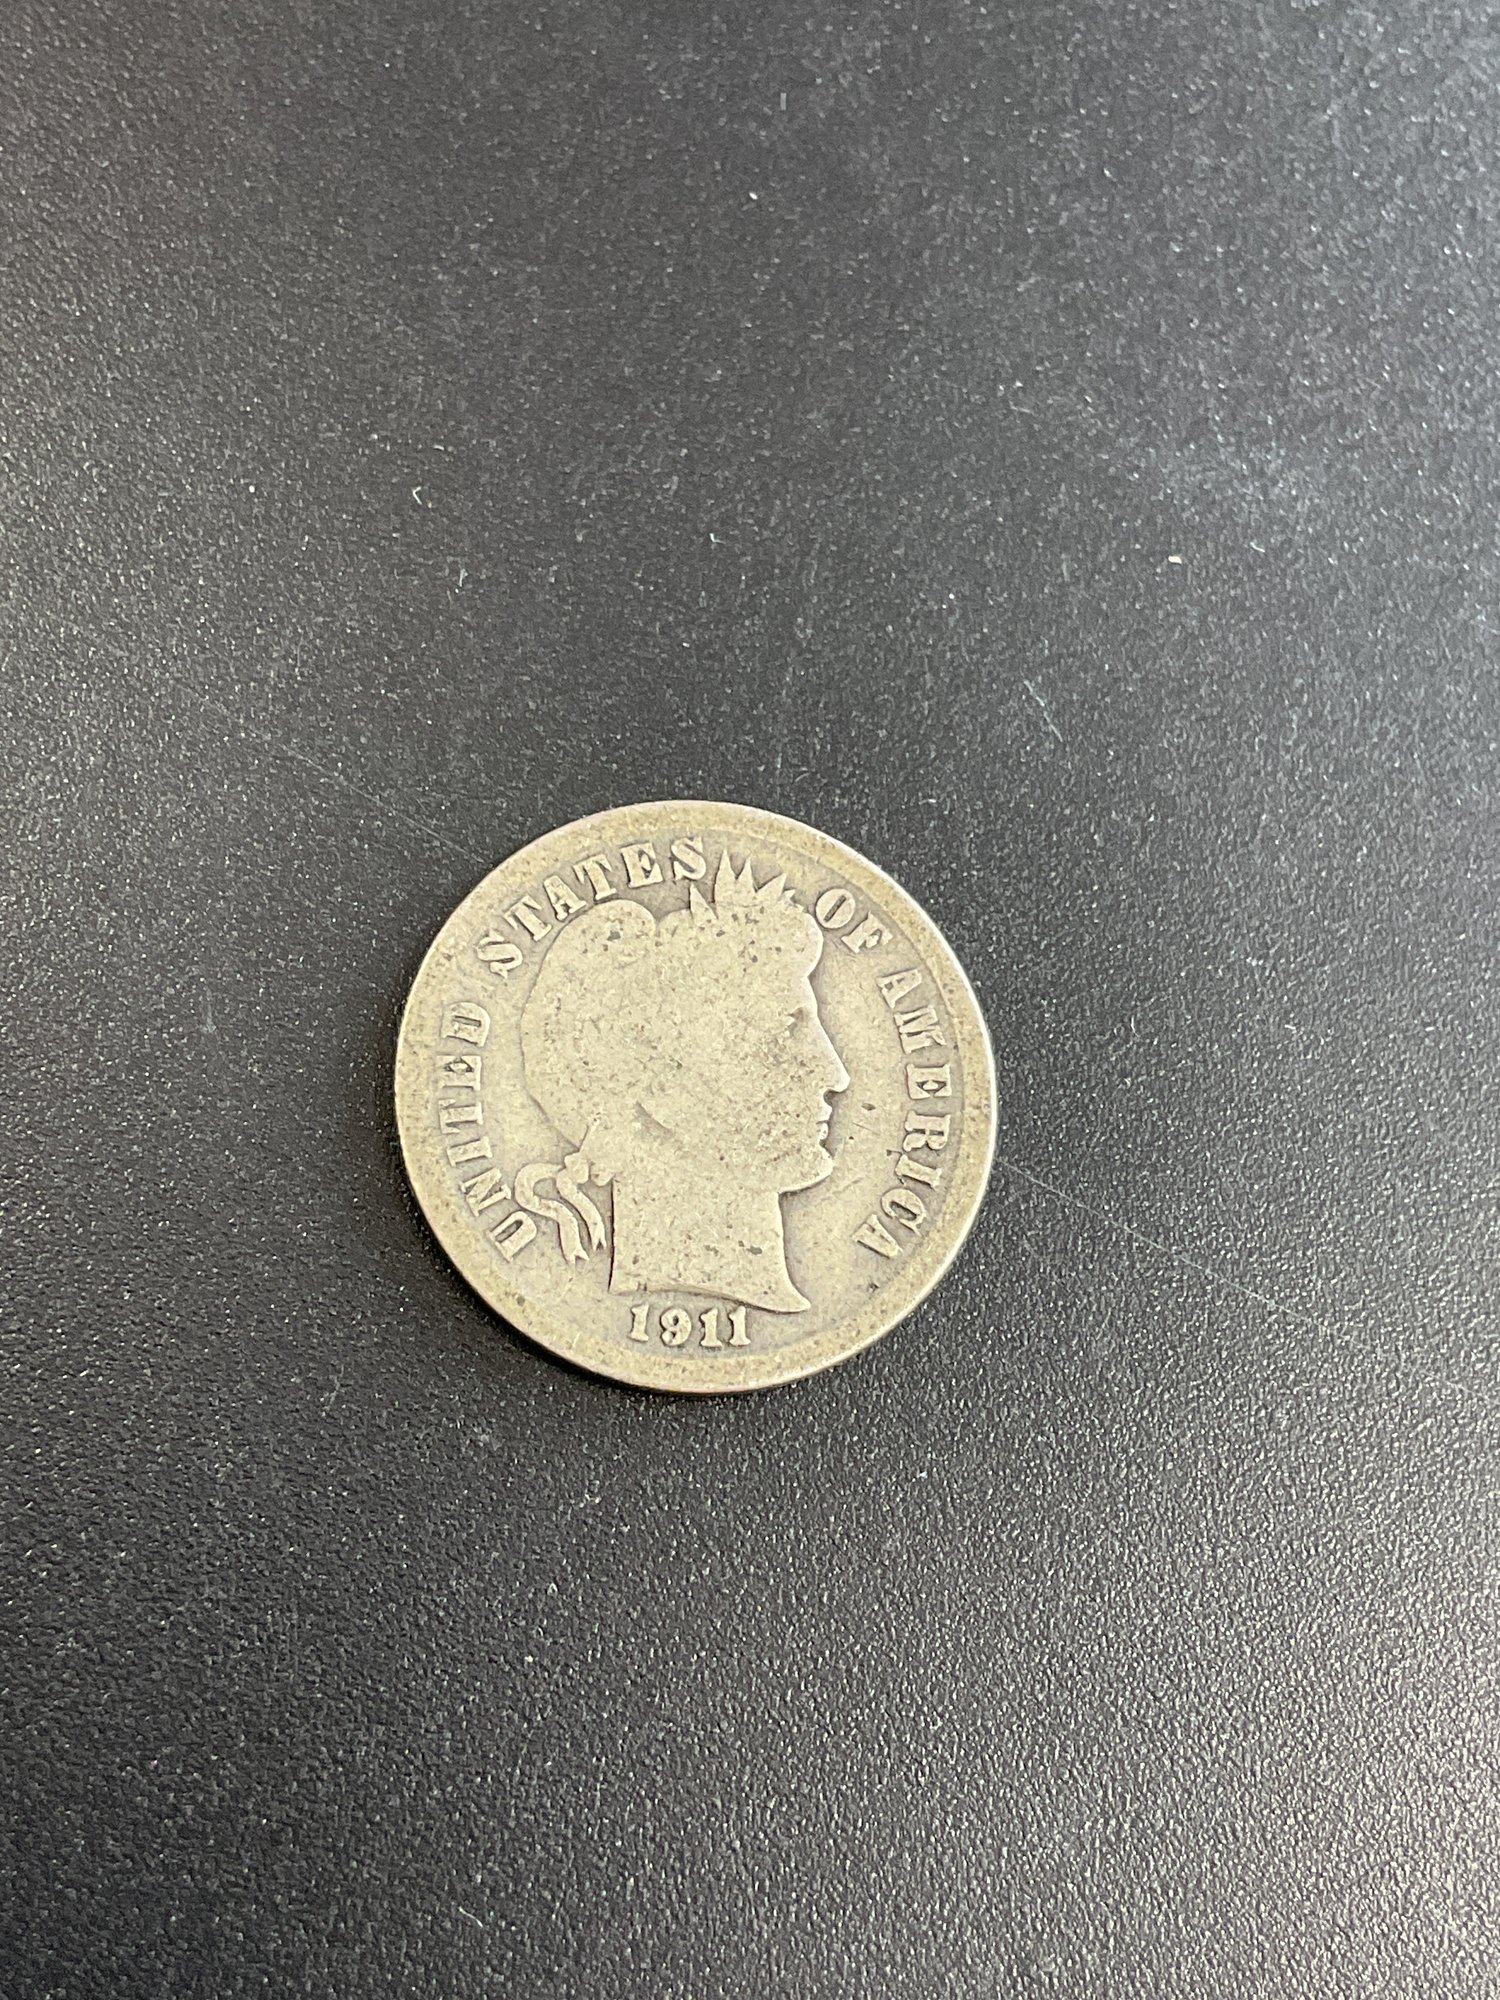 UNITED STATES OF AMERICA
1911